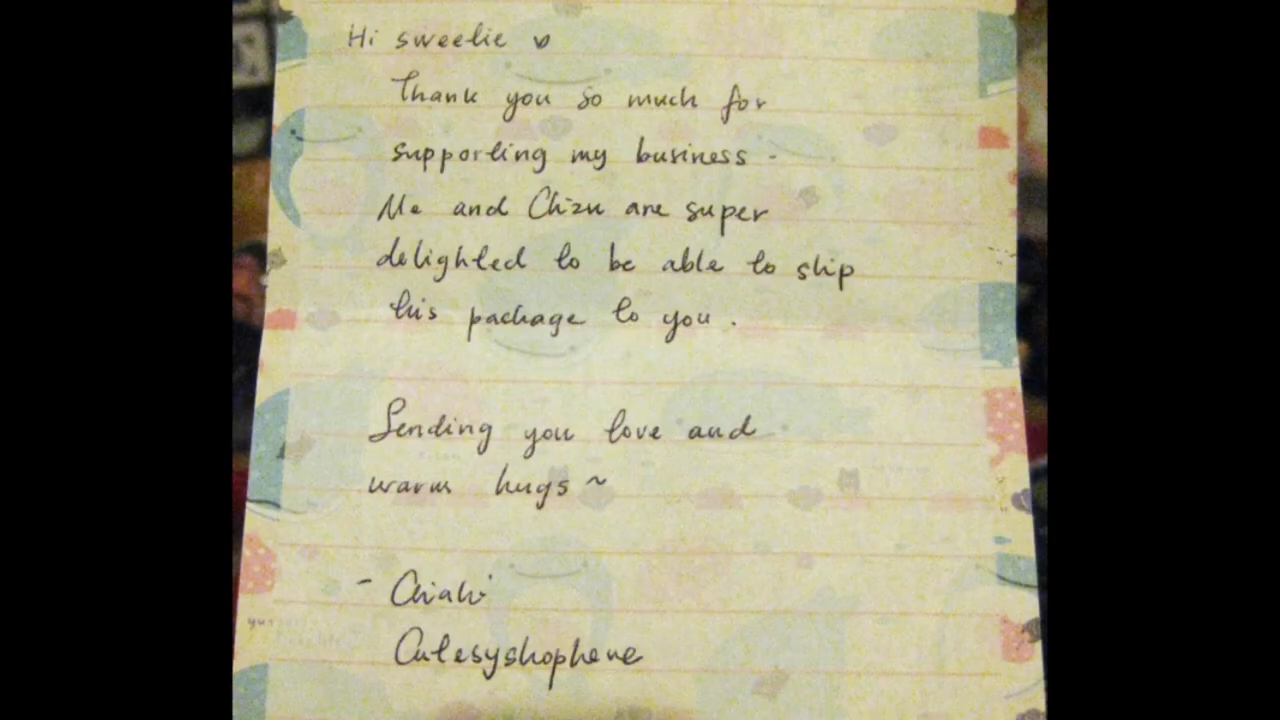 Hi sweetie ♥
Thank you so much for
supporting my business.
Me and Chizu are super
delighted to be able to ship
this package to you.
Sending you love and
warm hugs ~
- Chiaki
Cutesyshophere